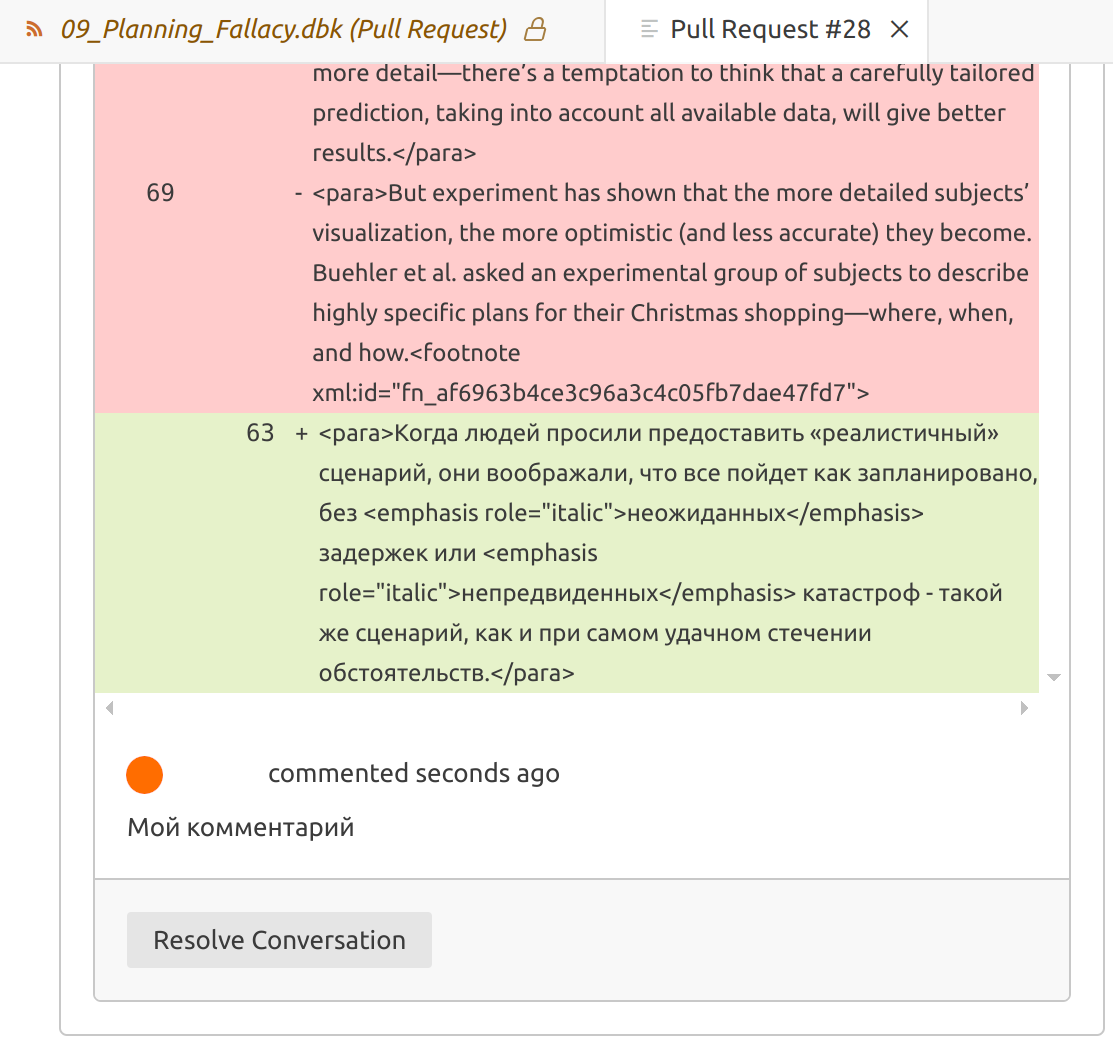 09_Planning_Fallacy.dbk (Pull Request)
Pull Request #28
more detail—there’s a temptation to think that a carefully tailored
prediction, taking into account all available data, will give better
results.</para>
69 - <para>But experiment has shown that the more detailed subjects’
visualization, the more optimistic (and less accurate) they become.
Buehler et al. asked an experimental group of subjects to describe
highly specific plans for their Christmas shopping—where, when,
and how.<footnote
xml:id="fn_af6963b4ce3c96a3c4c05fb7dae47fd7">
63 + <para>Когда людей просили предоставить «реалистичный»
сценарий, они воображали, что все пойдет как запланировано,
без <emphasis role="italic">неожиданных</emphasis>
задержек или <emphasis
role="italic">непредвиденных</emphasis> катастроф - такой
же сценарий, как и при самом удачном стечении
обстоятельств.</para>
commented seconds ago
Мой комментарий
Resolve Conversation